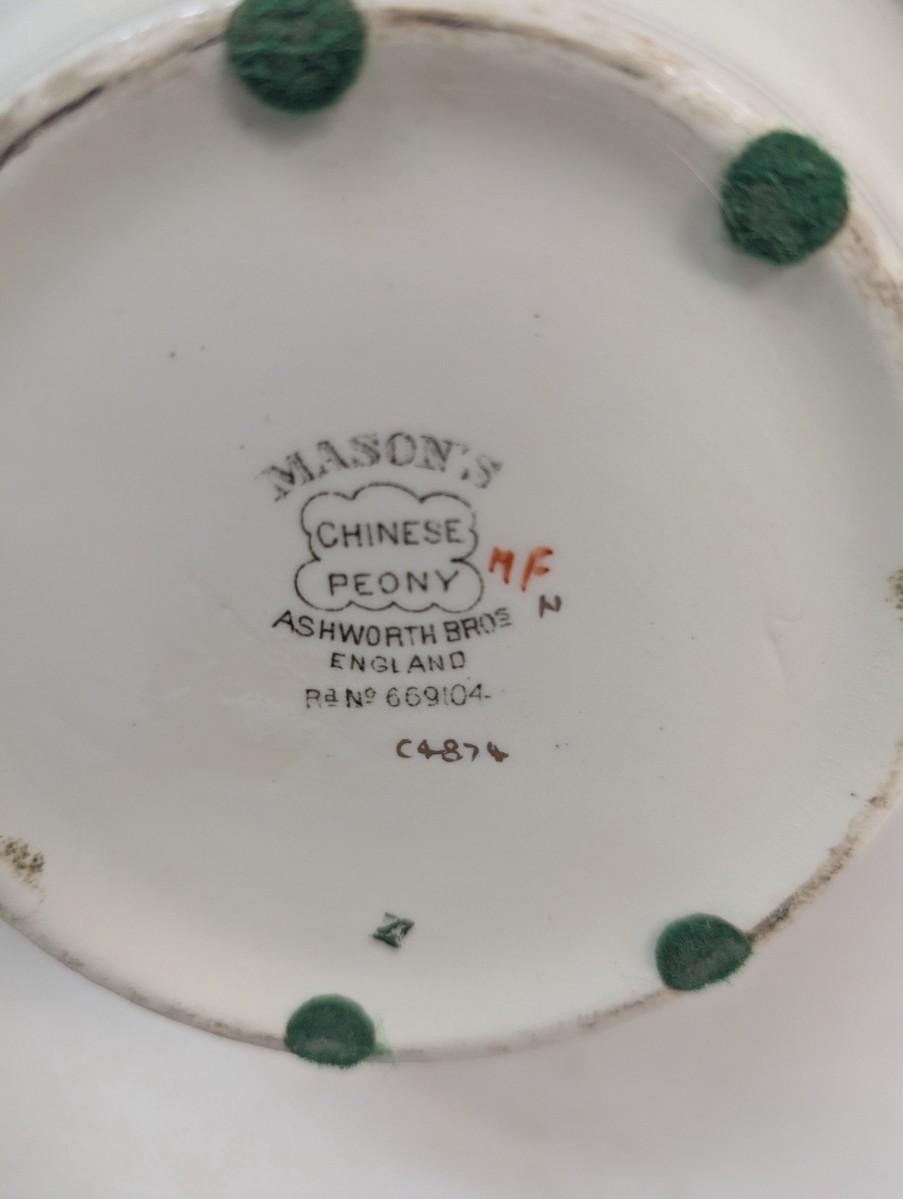 MASON'S
CHINESE
PEONY
MF
ASHWORTH BROS
N
ENGLAND
Rd No 669104
C4874